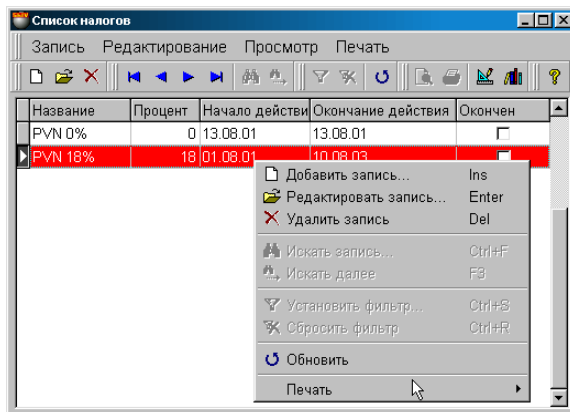 Список налогов
Запись Редактирование Просмотр Печать
Название Процент Начало действи Окончание действия Окончен
PVN 0% 0 13.08.01 13.08.01
PVN 18% 18 01.08.01 10.08.03
Добавить запись... Ins
Редактировать запись... Enter
Удалить запись Del
Искать запись... Ctrl+F
Искать далее F3
Установить фильтр... Ctrl+S
Сбросить фильтр Ctrl+R
Обновить
Печать